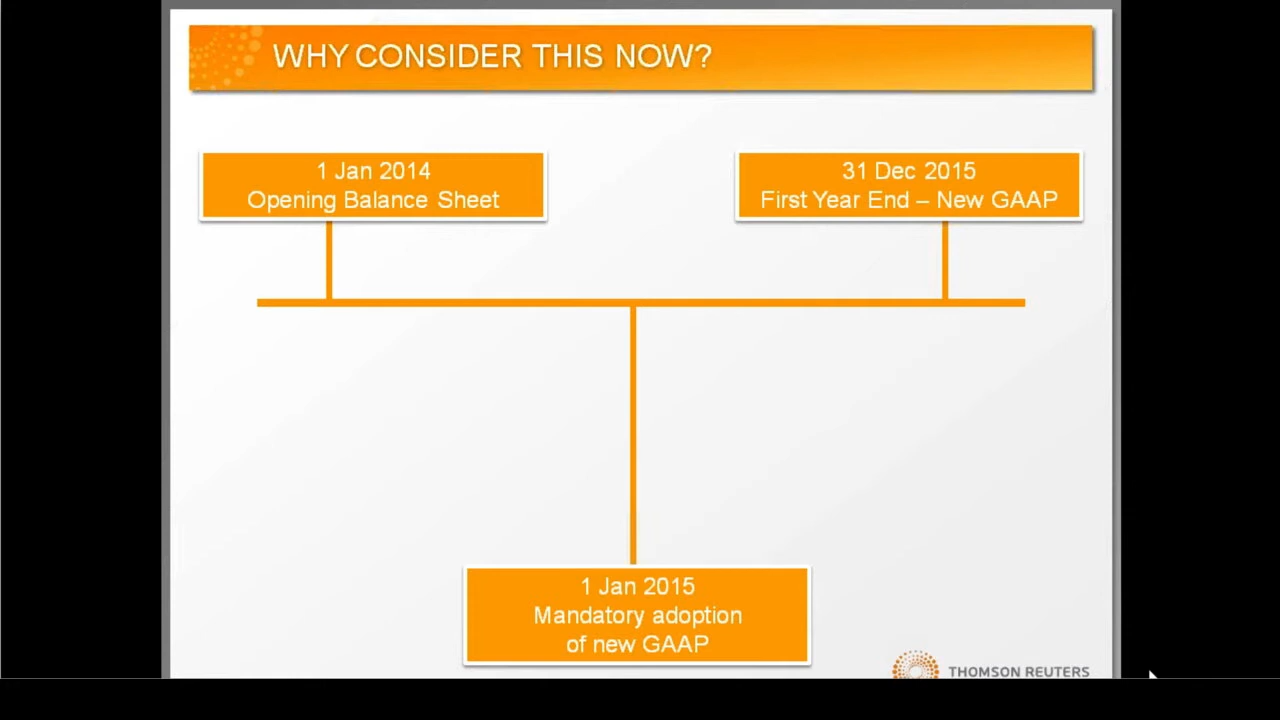 WHY CONSIDER THIS NOW?
1 Jan 2014
Opening Balance Sheet
31 Dec 2015
First Year End – New GAAP
1 Jan 2015
Mandatory adoption
of new GAAP
THOMSON REUTERS